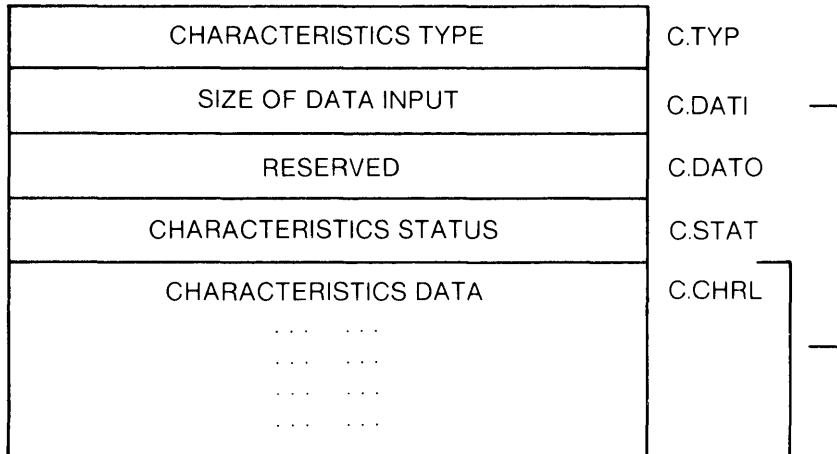 CHARACTERISTICS TYPE C.TYP
SIZE OF DATA INPUT C.DATI
RESERVED C.DATO
CHARACTERISTICS STATUS C.STAT
CHARACTERISTICS DATA C.CHRL
... ...
... ...
... ...
... ...